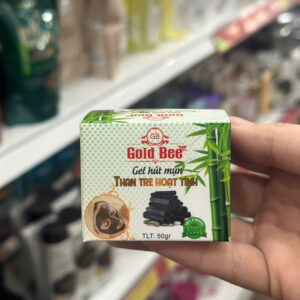 GB
Gold Bee
Gel hút mụn
THAN TRE HOẠT TÍNH
TLT: 50gr